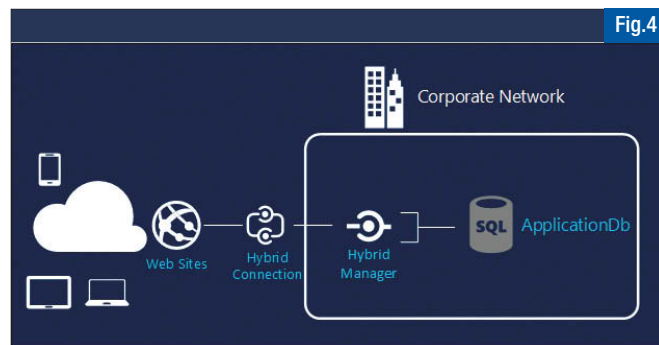 Fig.4
Corporate Network
Web Sites
Hybrid
Connection
Hybrid
Manager
SQL
ApplicationDb